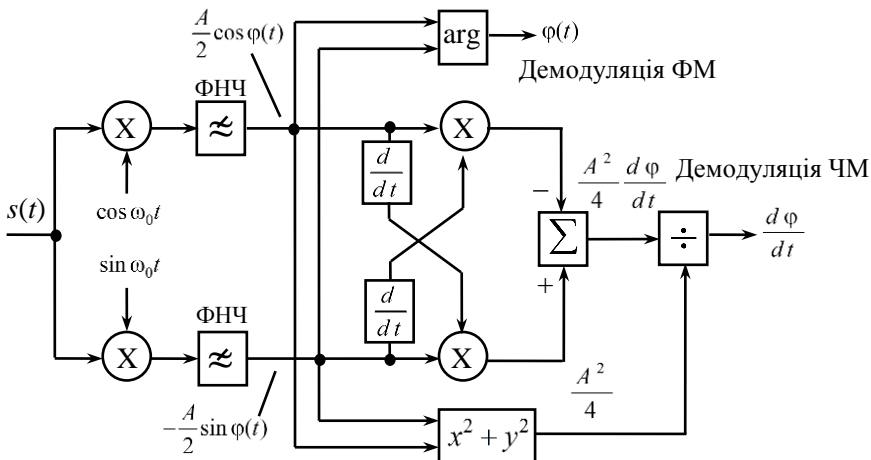 A/2 cos φ(t)
arg
φ(t)
Демодуляція ФМ
ФНЧ
X
≉
X
d/dt
A²/4 dφ/dt
Демодуляція ЧМ
−
s(t)
cos ω₀t
sin ω₀t
Σ
÷
dφ/dt
+
d/dt
ФНЧ
X
≉
X
−A/2 sin φ(t)
x² + y²
A²/4